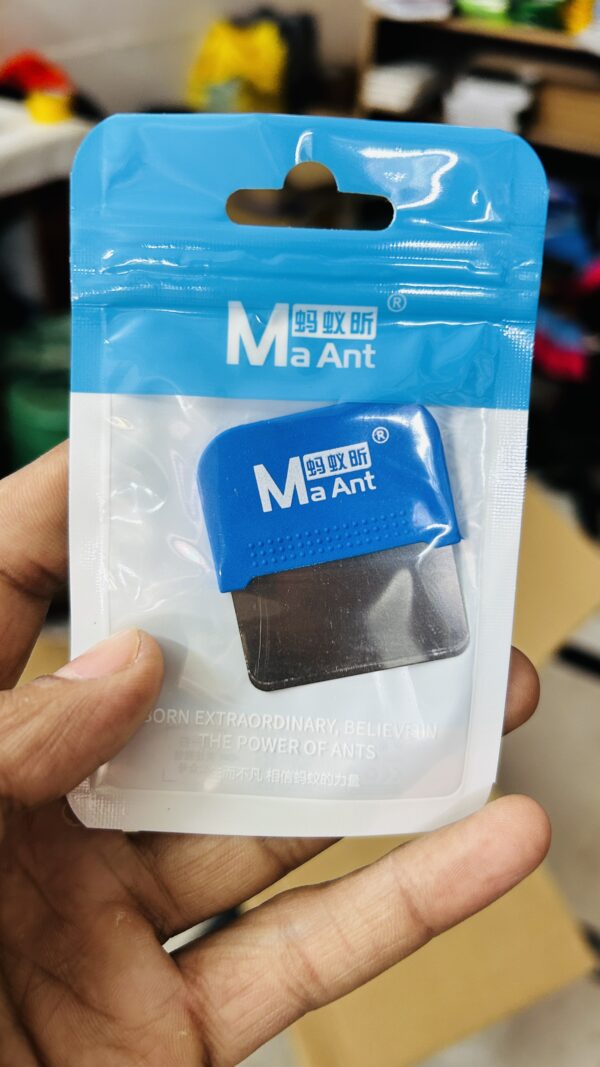 Ma Ant 蚂蚁昕®
Ma Ant 蚂蚁昕®
BORN EXTRAORDINARY, BELIEVE IN
THE POWER OF ANTS
生而不凡 相信蚂蚁的力量